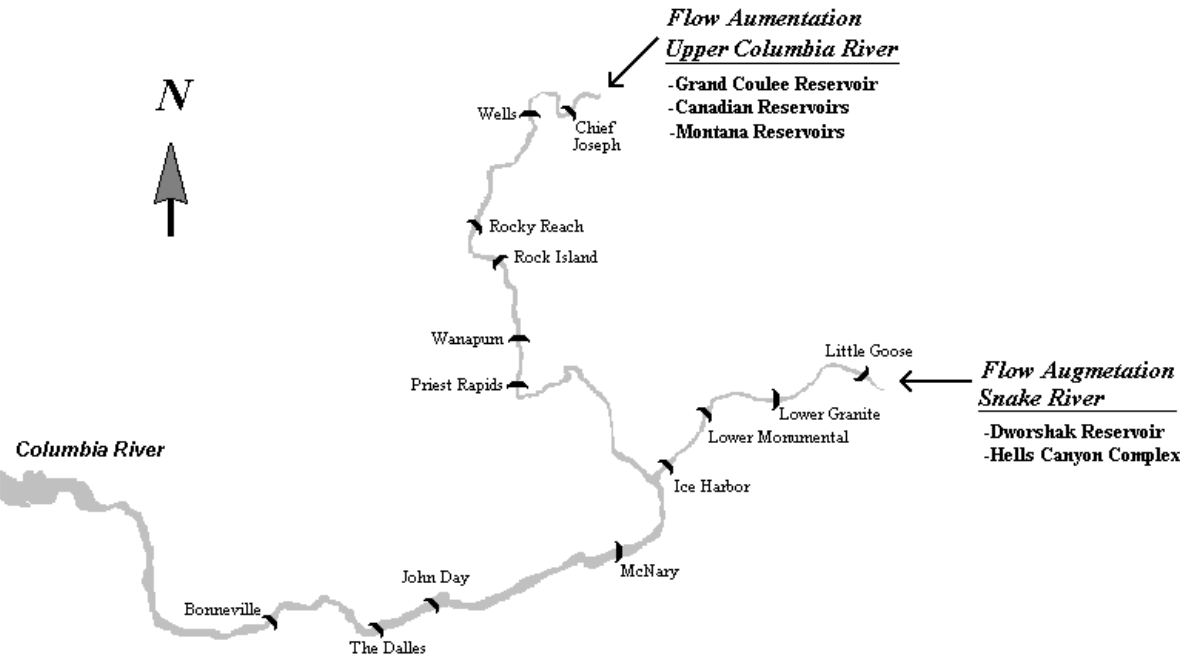 Flow Aumentation
Upper Columbia River
-Grand Coulee Reservoir
-Canadian Reservoirs
-Montana Reservoirs
N
Wells
Chief
Joseph
Rocky Reach
Rock Island
Wanapum
Priest Rapids
Little Goose
Flow Augmetation
Snake River
-Dworshak Reservoir
-Hells Canyon Complex
Lower Granite
Lower Monumental
Ice Harbor
Columbia River
McNary
John Day
Bonneville
The Dalles